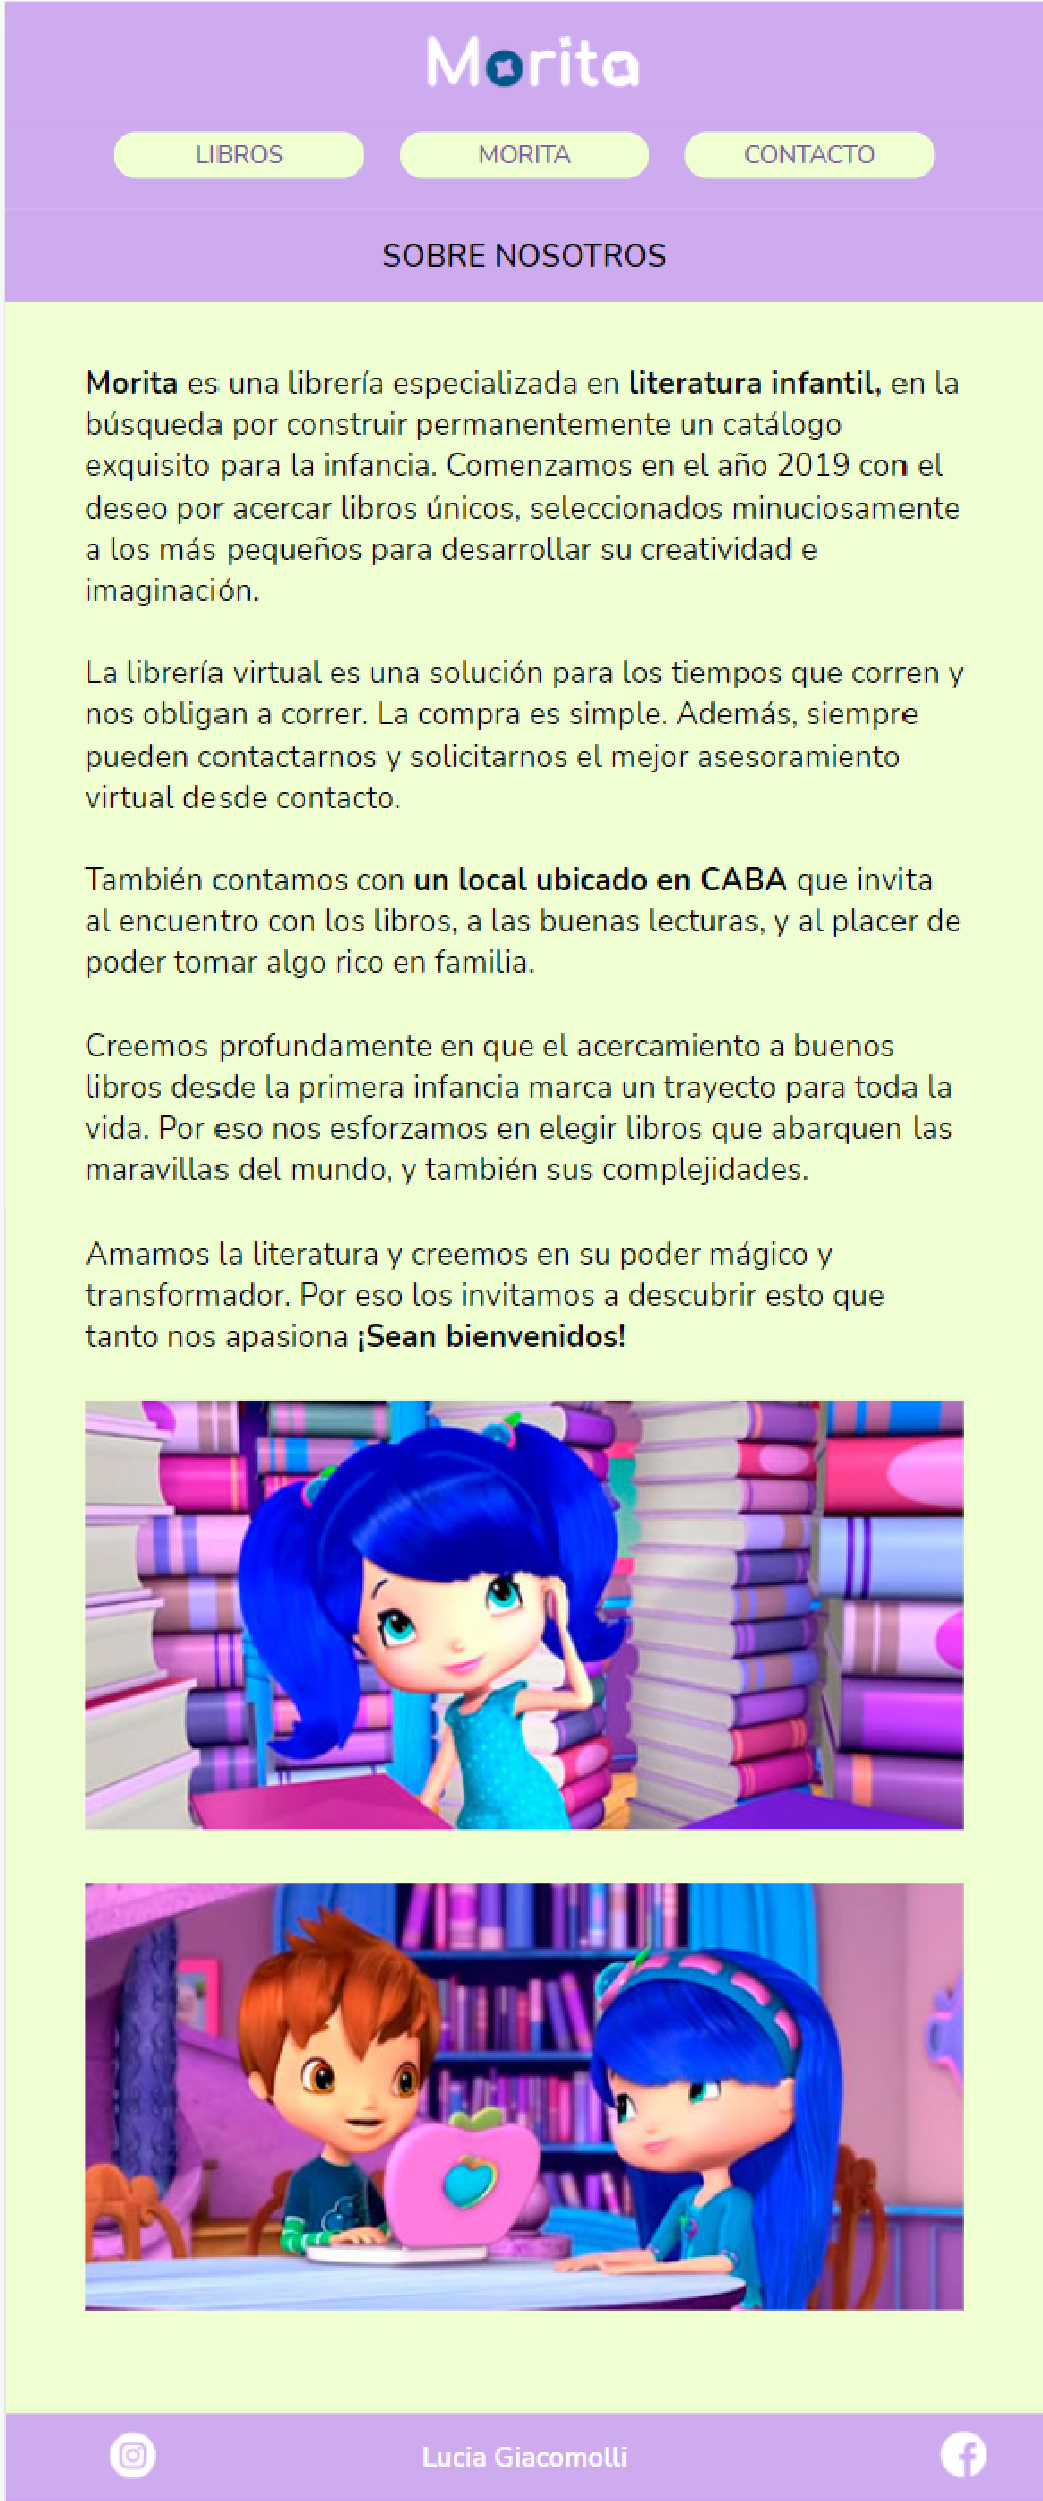 Morita
LIBROS
MORITA
CONTACTO
SOBRE NOSOTROS
Morita es una librería especializada en literatura infantil, en la
búsqueda por construir permanentemente un catálogo
exquisito para la infancia. Comenzamos en el año 2019 con el
deseo por acercar libros únicos, seleccionados minuciosamente
a los más pequeños para desarrollar su creatividad e
imaginación.
La librería virtual es una solución para los tiempos que corren y
nos obligan a correr. La compra es simple. Además, siempre
pueden contactarnos y solicitarnos el mejor asesoramiento
virtual desde contacto.
También contamos con un local ubicado en CABA que invita
al encuentro con los libros, a las buenas lecturas, y al placer de
poder tomar algo rico en familia.
Creemos profundamente en que el acercamiento a buenos
libros desde la primera infancia marca un trayecto para toda la
vida. Por eso nos esforzamos en elegir libros que abarquen las
maravillas del mundo, y también sus complejidades.
Amamos la literatura y creemos en su poder mágico y
transformador. Por eso los invitamos a descubrir esto que
tanto nos apasiona ¡Sean bienvenidos!
Lucia Giacomolli